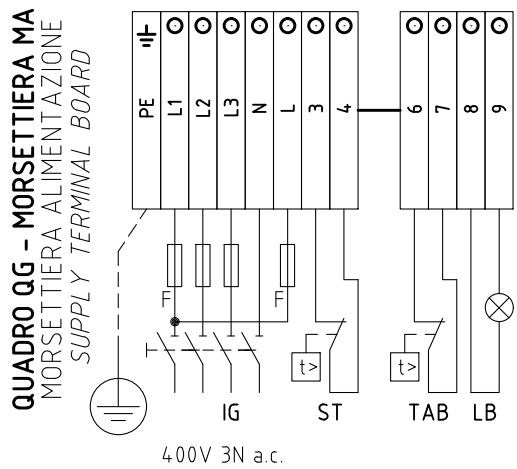 QUADRO QG - MORSETTIERA MA
MORSETTIERA ALIMENTAZIONE
SUPPLY TERMINAL BOARD
PE L1 L2 L3 N L 3 4 6 7 8 9
F F
t> t>
IG ST TAB LB
400V 3N a.c.